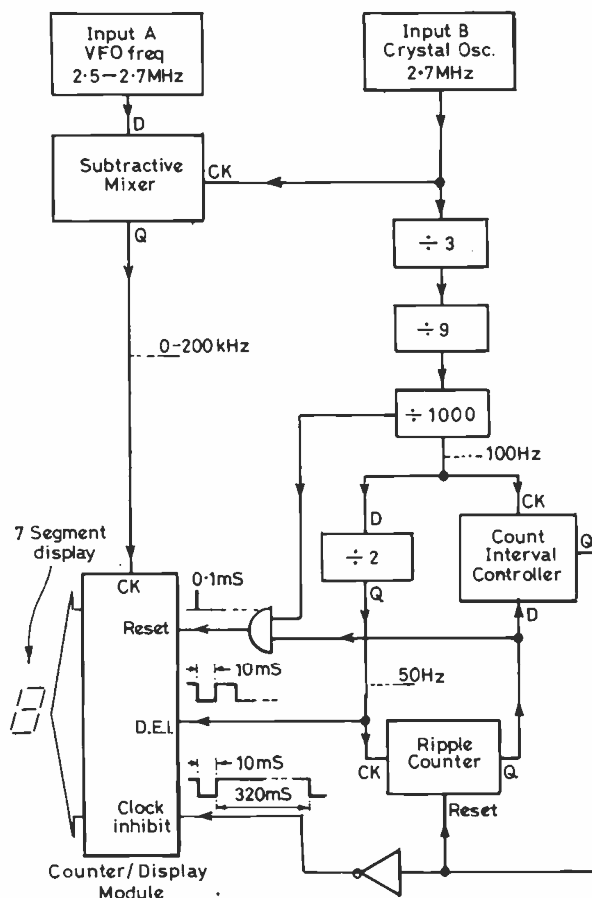 Input A
VFO freq
2·5–2·7MHz
Input B
Crystal Osc.
2·7MHz
D
Subtractive
Mixer
CK
Q
÷ 3
÷ 9
0–200 kHz
÷ 1000
100Hz
7 Segment
display
D
CK
÷ 2
Count
Interval
Controller
Q
CK
0·1mS
Q
D
Reset
10mS
50Hz
D.E.I.
10mS
CK
Ripple
Counter
Q
320mS
Clock
inhibit
Reset
Counter/Display
Module